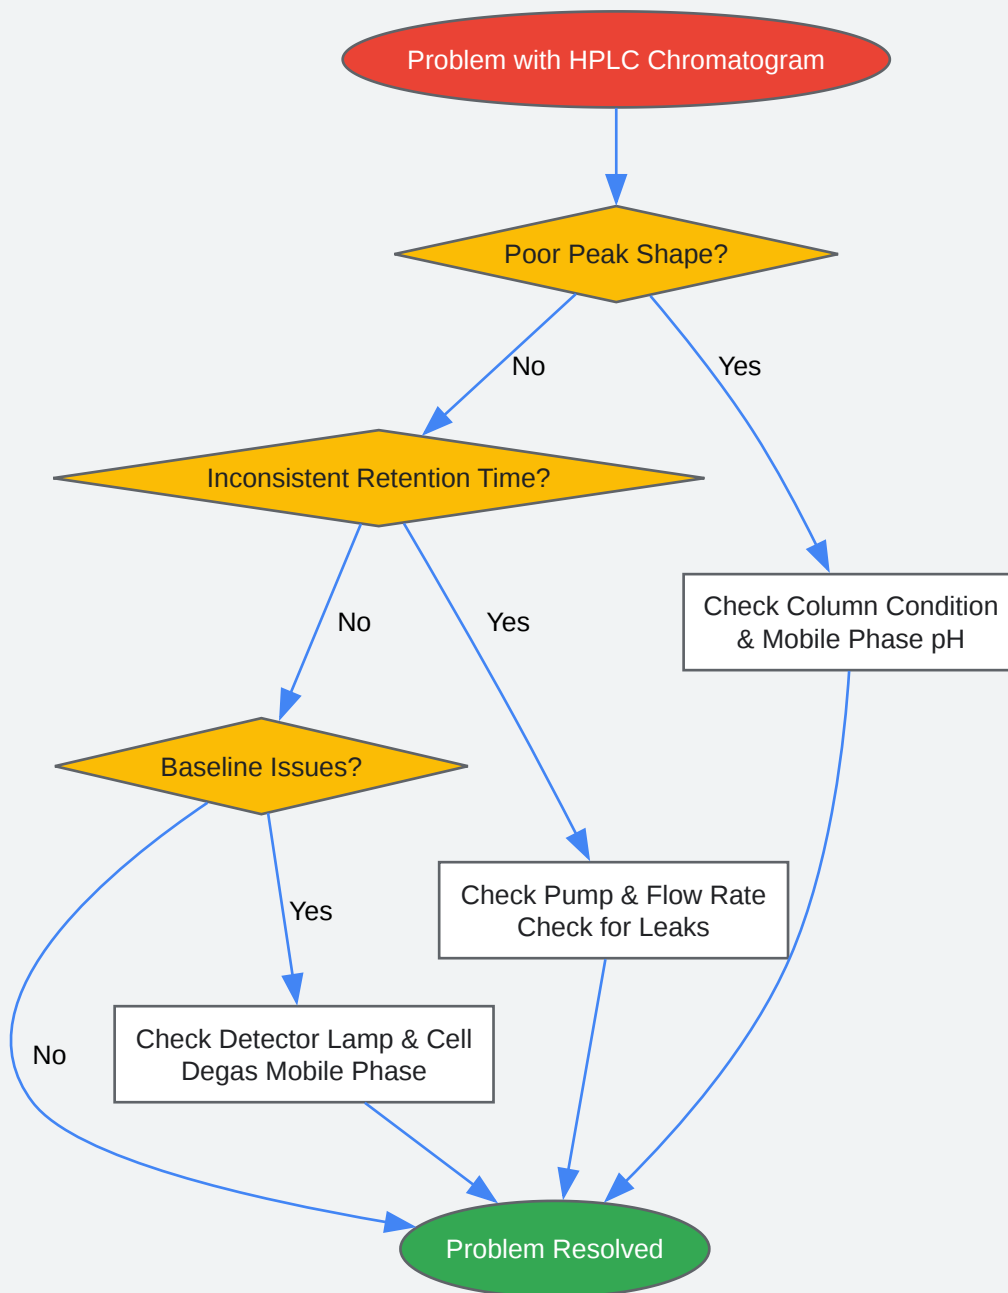 Problem with HPLC Chromatogram
Poor Peak Shape?
No
Yes
Inconsistent Retention Time?
No
Yes
Check Column Condition
& Mobile Phase pH
Baseline Issues?
Yes
Check Pump & Flow Rate
Check for Leaks
No
Check Detector Lamp & Cell
Degas Mobile Phase
Problem Resolved